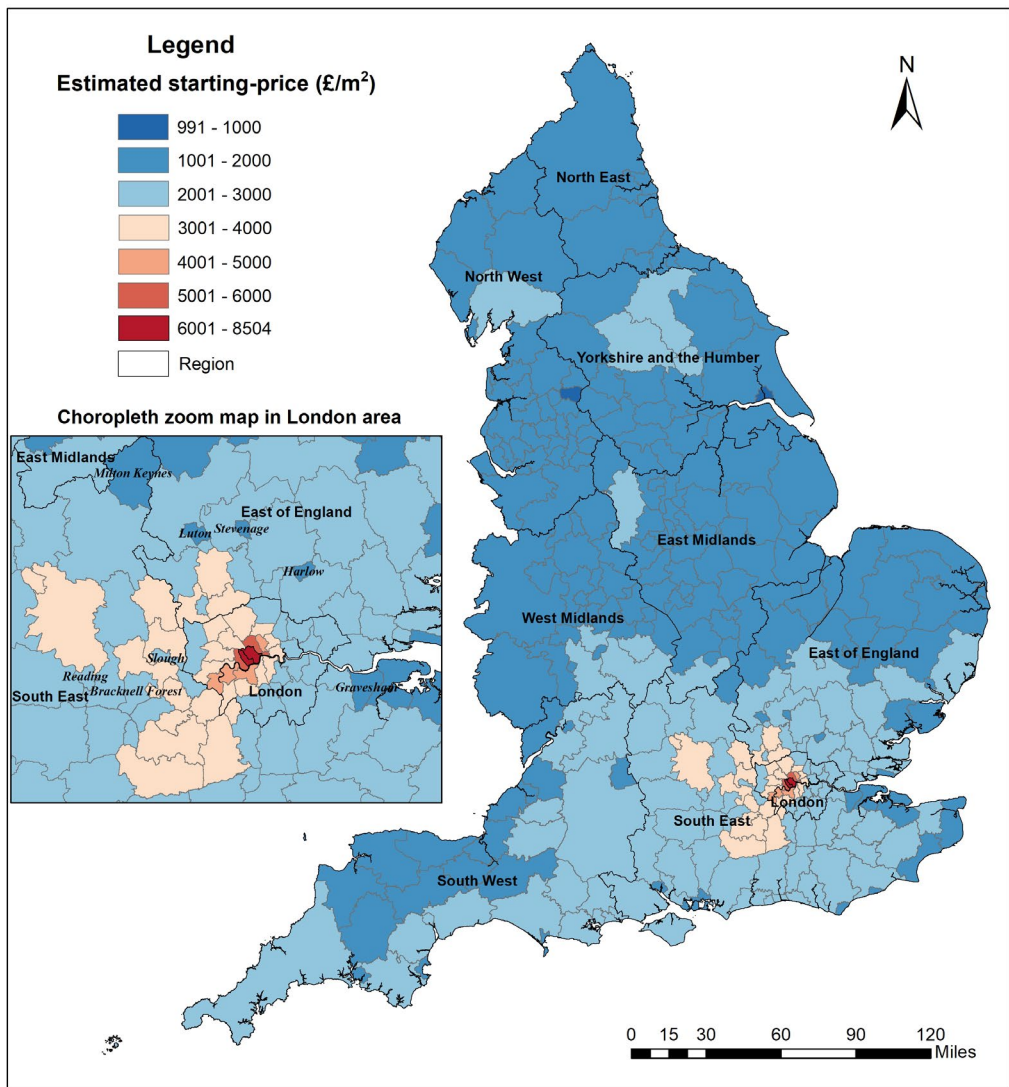 Legend
Estimated starting-price (£/m²)
991 - 1000
1001 - 2000
2001 - 3000
3001 - 4000
4001 - 5000
5001 - 6000
6001 - 8504
Region
N
North East
North West
Yorkshire and the Humber
East Midlands
West Midlands
East of England
London
South East
South West
Choropleth zoom map in London area
East Midlands
Milton Keynes
East of England
Luton
Stevenage
Harlow
Slough
Reading
Bracknell Forest
South East
London
Gravesham
0 15 30 60 90 120
Miles